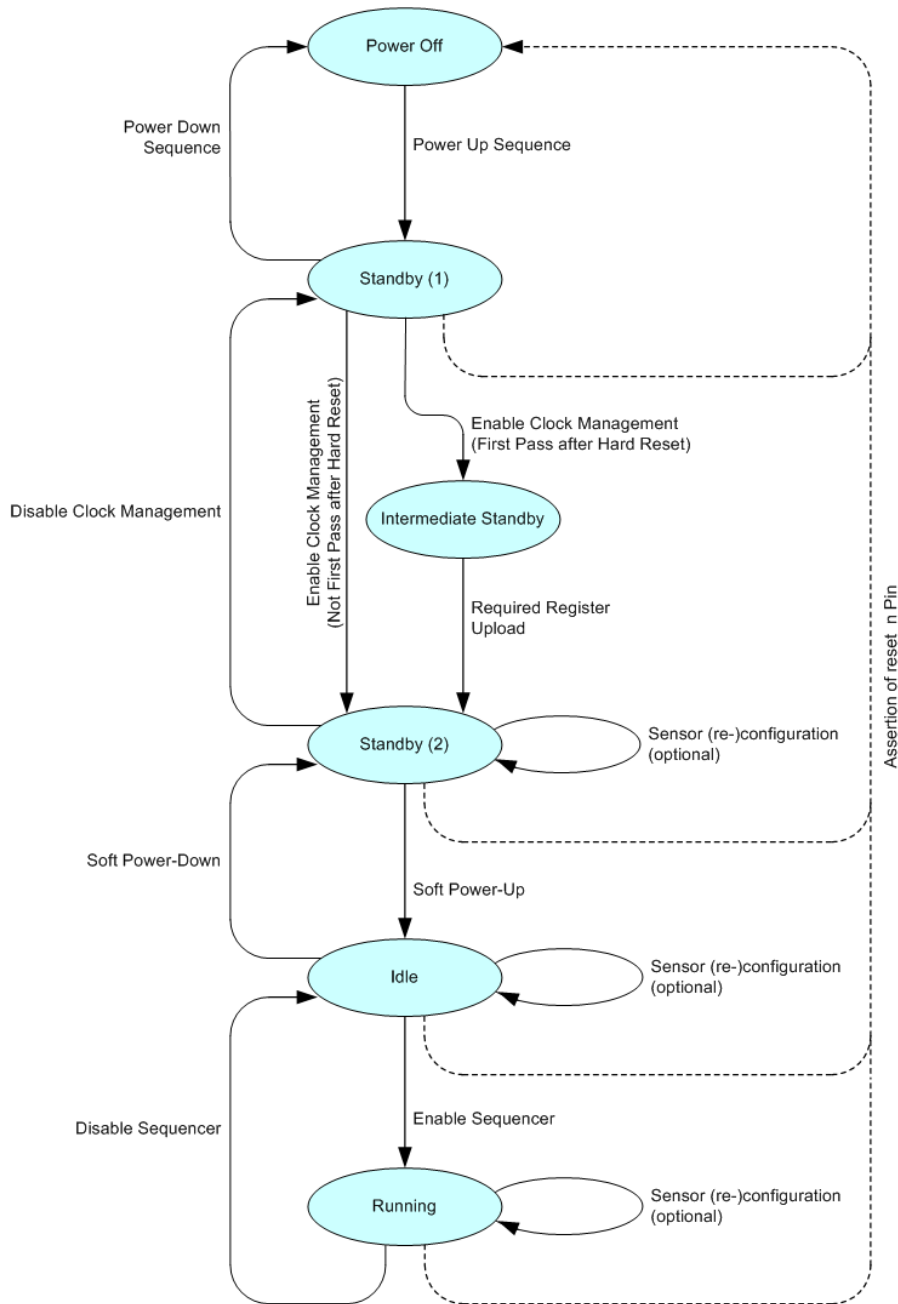 Power Off
Power Down
Sequence
Power Up Sequence
Standby (1)
Enable Clock Management
(First Pass after Hard Reset)
Enable Clock Management
(Not First Pass after Hard Reset)
Disable Clock Management
Intermediate Standby
Required Register
Upload
Assertion of reset n Pin
Standby (2)
Sensor (re-)configuration
(optional)
Soft Power-Down
Soft Power-Up
Idle
Sensor (re-)configuration
(optional)
Disable Sequencer
Enable Sequencer
Running
Sensor (re-)configuration
(optional)